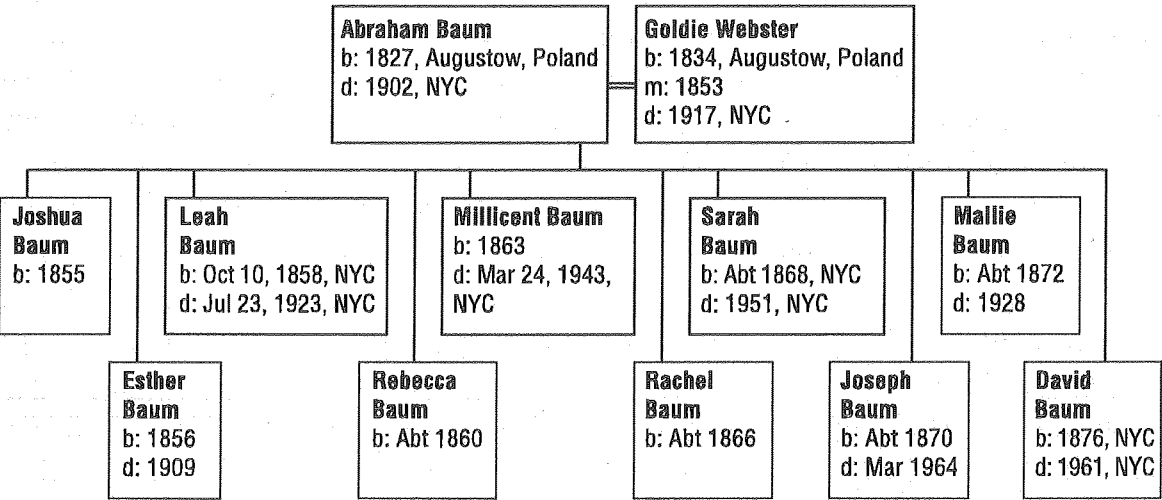 Abraham Baum
b: 1827, Augustow, Poland
d: 1902, NYC
Goldie Webster
b: 1834, Augustow, Poland
m: 1853
d: 1917, NYC
Joshua
Baum
b: 1855
Leah
Baum
b: Oct 10, 1858, NYC
d: Jul 23, 1923, NYC
Millicent Baum
b: 1863
d: Mar 24, 1943,
NYC
Sarah
Baum
b: Abt 1868, NYC
d: 1951, NYC
Mallie
Baum
b: Abt 1872
d: 1928
Esther
Baum
b: 1856
d: 1909
Rebecca
Baum
b: Abt 1860
Rachel
Baum
b: Abt 1866
Joseph
Baum
b: Abt 1870
d: Mar 1964
David
Baum
b: 1876, NYC
d: 1961, NYC